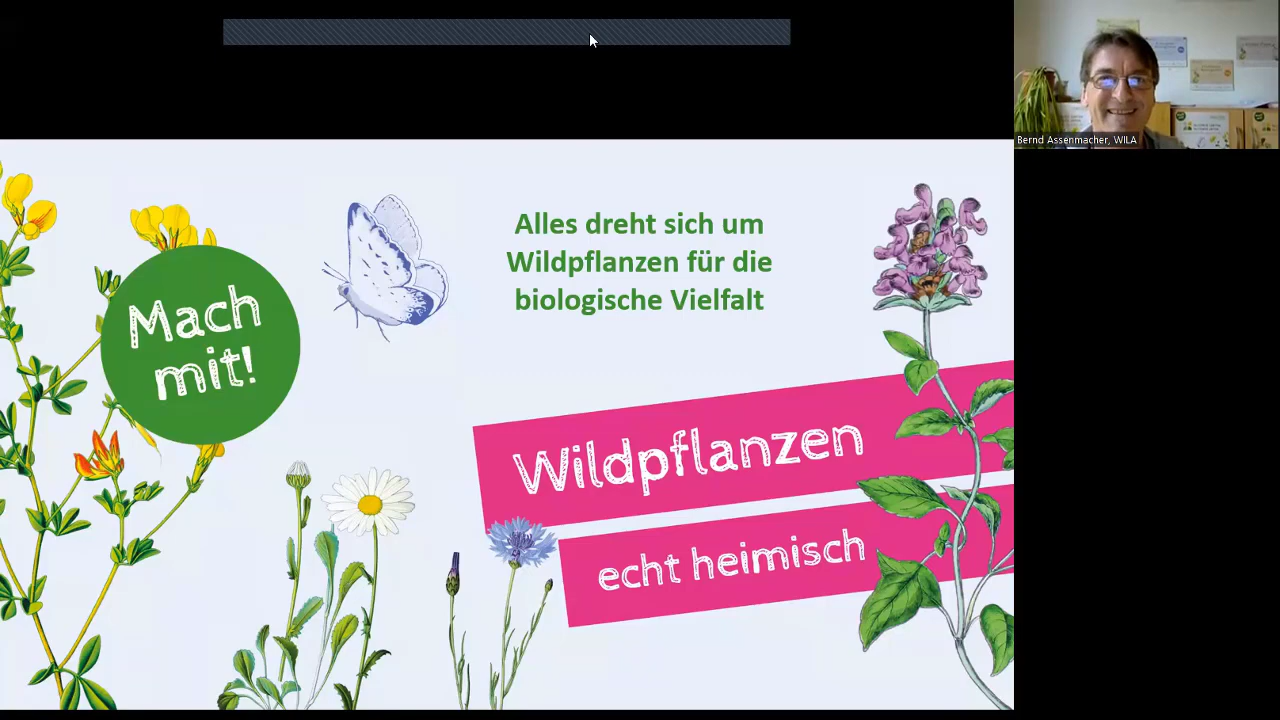 Bernd Assenmacher, WILA
Alles dreht sich um
Wildpflanzen für die
biologische Vielfalt
Mach
mit!
Wildpflanzen
echt heimisch